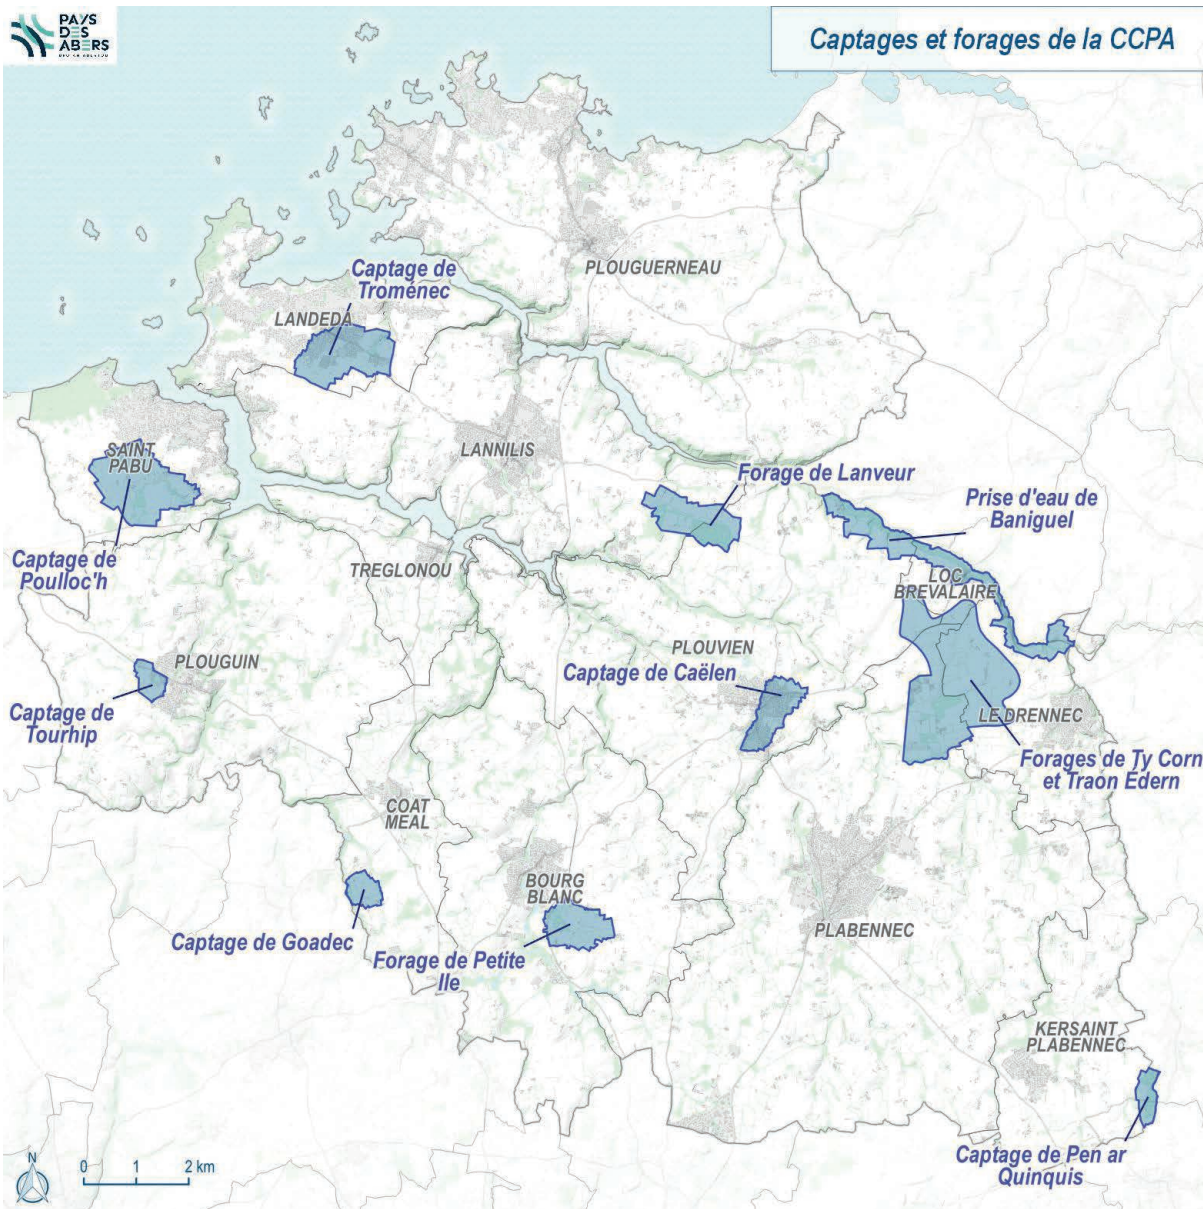 PAYS
DES
ABERS
Captages et forages de la CCPA
PLOUGUERNEAU
Captage de
Troménec
LANDEDA
LANNILIS
SAINT
PABU
Forage de Lanveur
Prise d'eau de
Baniguel
Captage de
Poulloc'h
TREGLONOU
LOC
BREVALAIRE
PLOUVIEN
PLOUGUIN
Captage de Caëlen
Captage de
Tourhip
LE DRENNEC
Forages de Ty Corn
et Traon Edern
COAT
MEAL
BOURG
BLANC
PLABENNEC
Captage de Goadec
Forage de Petite
Ile
KERSAINT
PLABENNEC
Captage de Pen ar
Quinquis
N
0 1 2 km